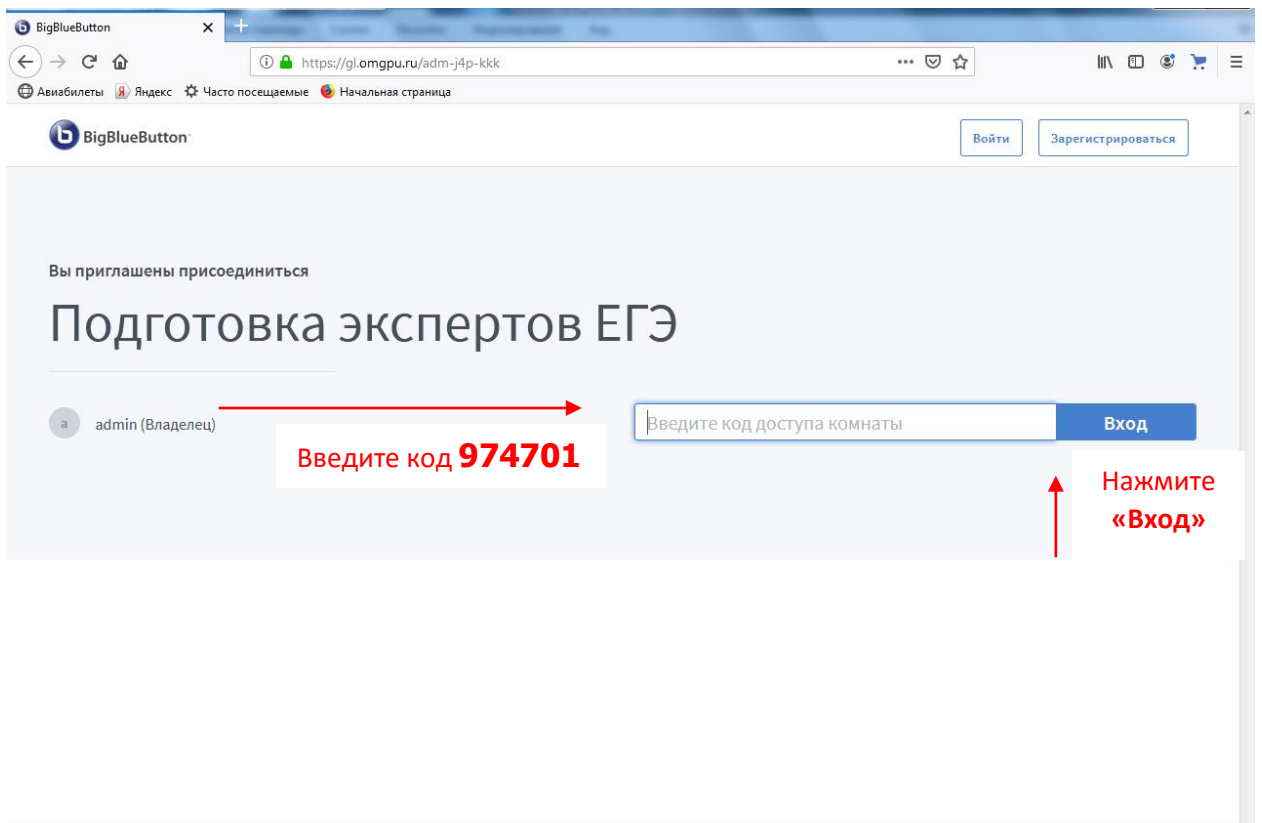 BigBlueButton
https://gl.omgpu.ru/adm-j4p-kkk
Авиабилеты Яндекс Часто посещаемые Начальная страница
b BigBlueButton
Войти Зарегистрироваться
Вы приглашены присоединиться
Подготовка экспертов ЕГЭ
a admin (Владелец)
Введите код доступа комнаты Вход
Введите код 974701
Нажмите
«Вход»